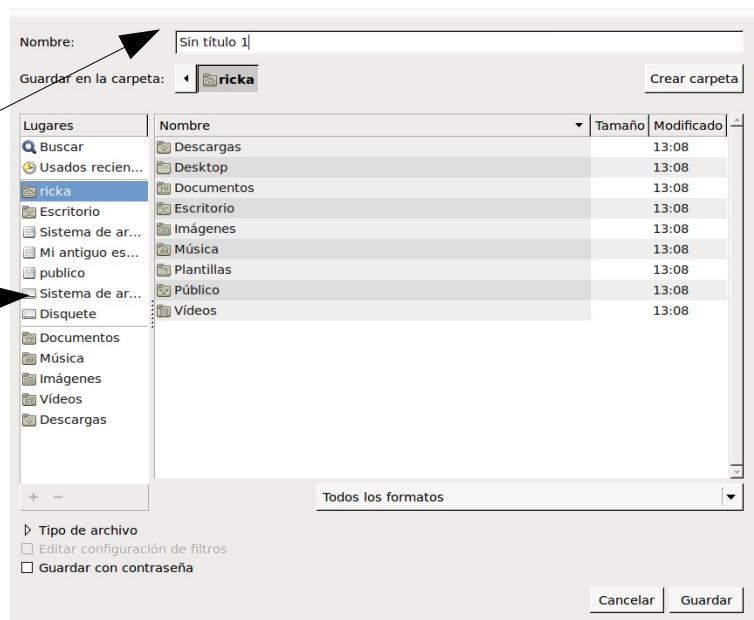 Nombre: Sin título 1
Guardar en la carpeta: ricka Crear carpeta
Lugares Nombre Tamaño Modificado
Buscar Descargas 13:08
Usados recien... Desktop 13:08
ricka Documentos 13:08
Escritorio Escritorio 13:08
Sistema de ar... Imágenes 13:08
Mi antiguo es... Música 13:08
publico Plantillas 13:08
Sistema de ar... Público 13:08
Disquete Vídeos 13:08
Documentos
Música
Imágenes
Vídeos
Descargas
Todos los formatos
Tipo de archivo
Editar configuración de filtros
Guardar con contraseña
Cancelar Guardar